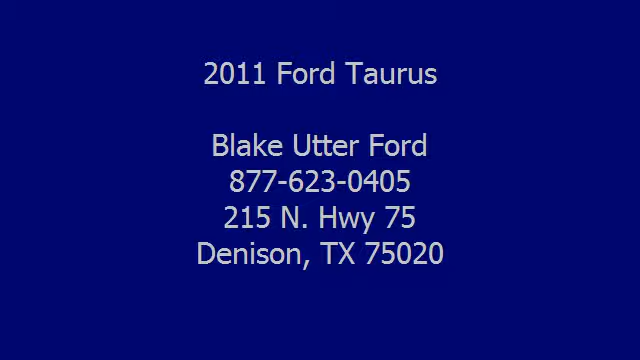 2011 Ford Taurus
Blake Utter Ford
877-623-0405
215 N. Hwy 75
Denison, TX 75020